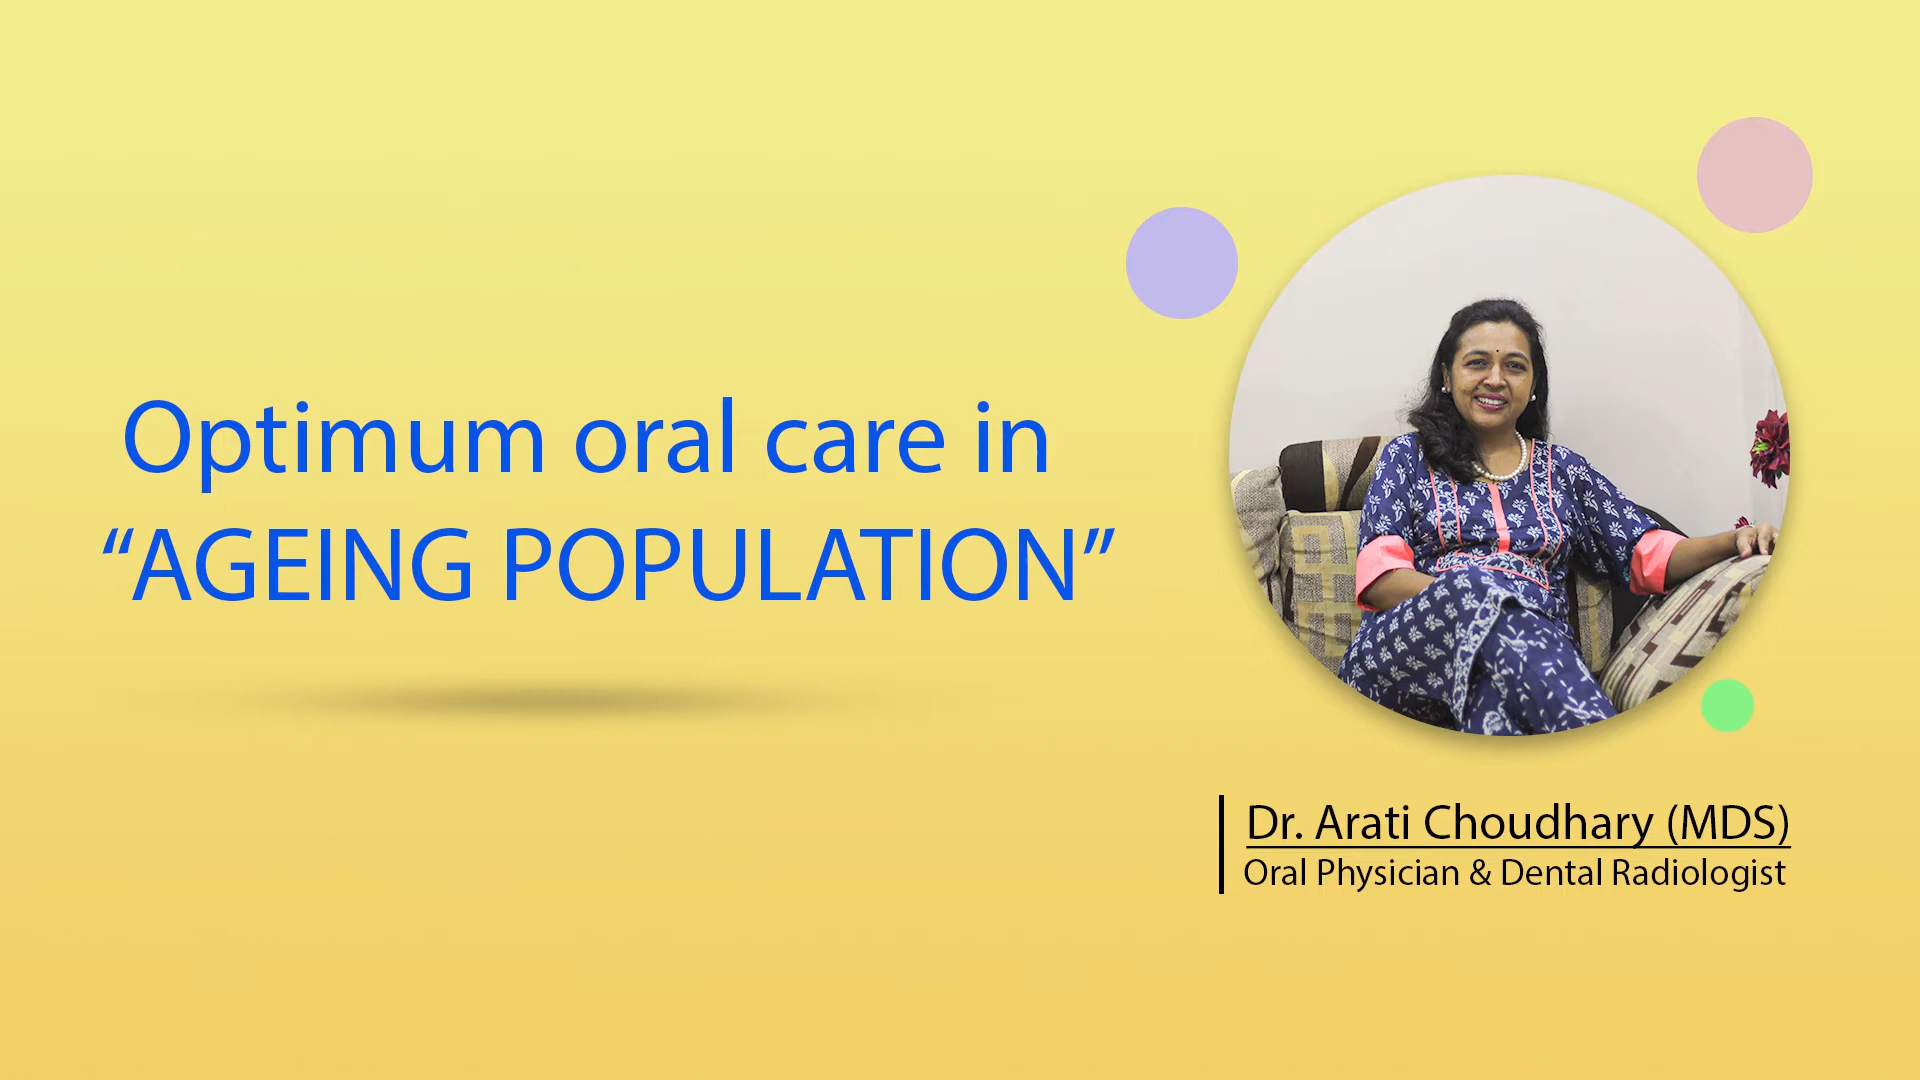 Optimum oral care in
“AGEING POPULATION”
Dr. Arati Choudhary (MDS)
Oral Physician & Dental Radiologist